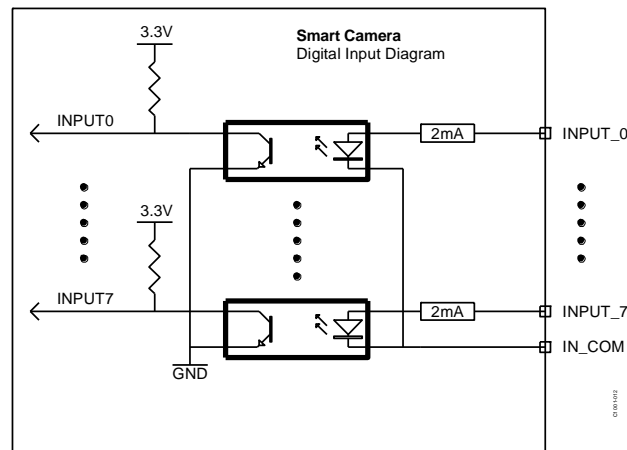 Smart Camera
Digital Input Diagram
3.3V
INPUT0
2mA
INPUT_0
3.3V
INPUT7
2mA
INPUT_7
IN_COM
GND